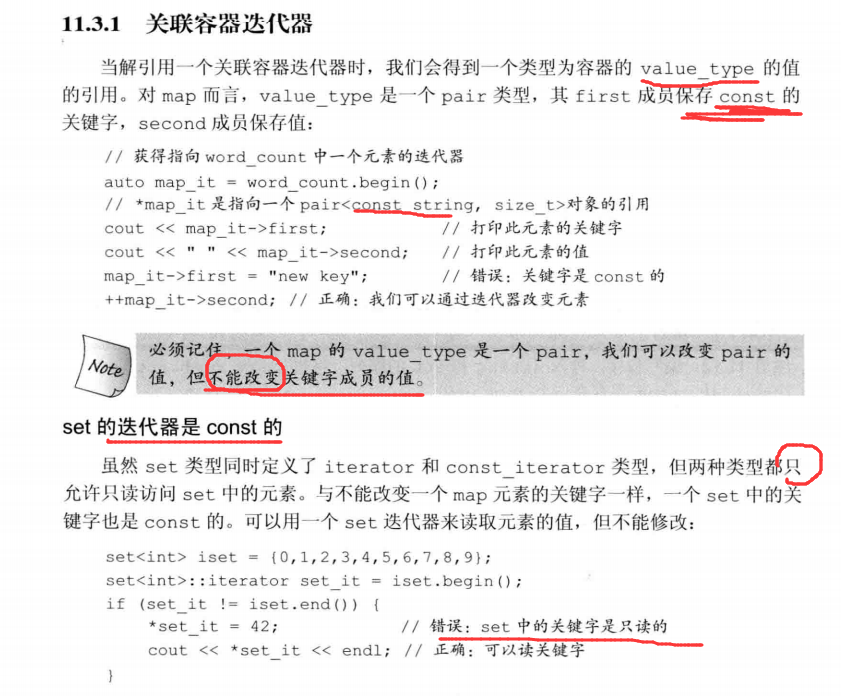 11.3.1 关联容器迭代器
当解引用一个关联容器迭代器时，我们会得到一个类型为容器的 value_type 的值
的引用。对 map 而言，value_type 是一个 pair 类型，其 first 成员保存 const 的
关键字，second 成员保存值：
// 获得指向 word_count 中一个元素的迭代器
auto map_it = word_count.begin();
// *map_it 是指向一个 pair<const string, size_t>对象的引用
cout << map_it->first; // 打印此元素的关键字
cout << " " << map_it->second; // 打印此元素的值
map_it->first = "new key"; // 错误：关键字是 const 的
++map_it->second; // 正确：我们可以通过迭代器改变元素
Note
必须记住，一个 map 的 value_type 是一个 pair，我们可以改变 pair 的
值，但不能改变关键字成员的值。
set 的迭代器是 const 的
虽然 set 类型同时定义了 iterator 和 const_iterator 类型，但两种类型都只
允许只读访问 set 中的元素。与不能改变一个 map 元素的关键字一样，一个 set 中的关
键字也是 const 的。可以用一个 set 迭代器来读取元素的值，但不能修改：
set<int> iset = {0,1,2,3,4,5,6,7,8,9};
set<int>::iterator set_it = iset.begin();
if (set_it != iset.end()) {
*set_it = 42; // 错误：set 中的关键字是只读的
cout << *set_it << endl; // 正确：可以读关键字
}